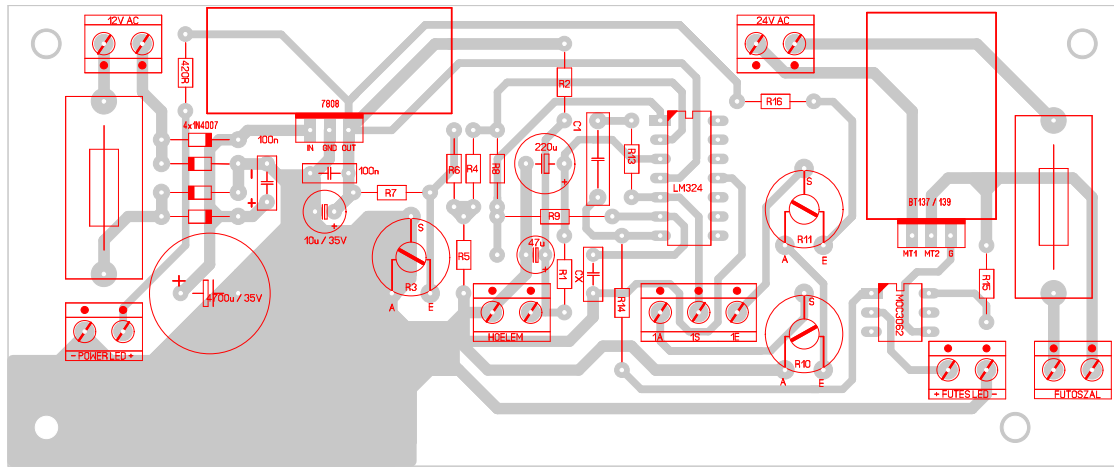 12V AC
24V AC
420R
7808
IN GND OUT
4x1N4007
100n
100n
R7
10u / 35V
4700u / 35V
- POWER LED +
S
R3
A
E
R6
R4
R8
R5
R2
220u
C1
R13
R9
47u
R1
CX
R14
HOELEM
LM324
1A
1S
1E
R16
S
R11
A
E
S
R10
A
E
BT137 / 139
MT1
MT2
G
MOC3062
R15
+ FUTES LED -
FUTOSZAL